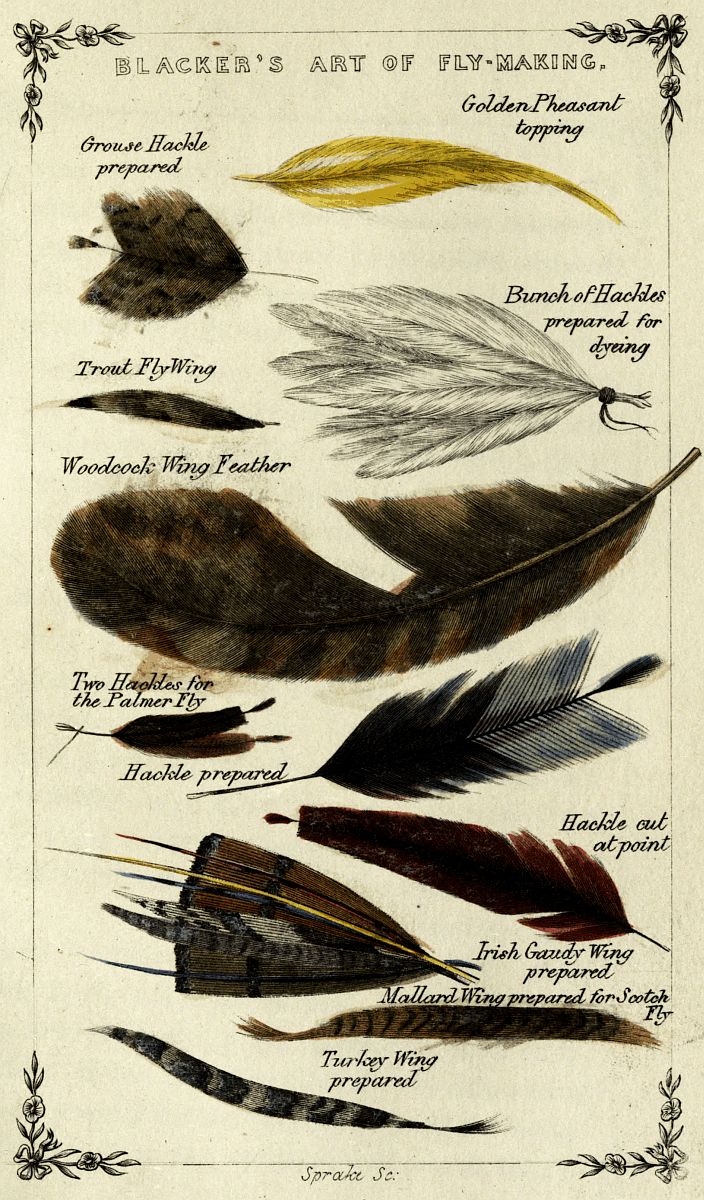 BLACKER'S ART OF FLY-MAKING.
Golden Pheasant
topping
Grouse Hackle
prepared
Bunch of Hackles
prepared for
dyeing
Trout Fly Wing
Woodcock Wing Feather
Two Hackles for
the Palmer Fly
Hackle prepared
Hackle cut
at point
Irish Gaudy Wing
prepared
Mallard Wing prepared for Scotch
Fly
Turkey Wing
prepared
Sc: